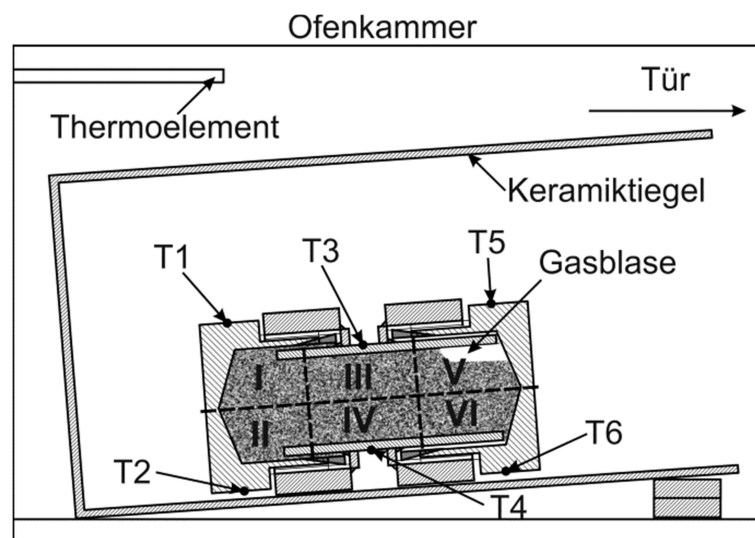 Ofenkammer
Tür
Thermoelement
Keramiktiegel
T1
T3
T5
Gasblase
I
III
V
II
IV
VI
T2
T4
T6